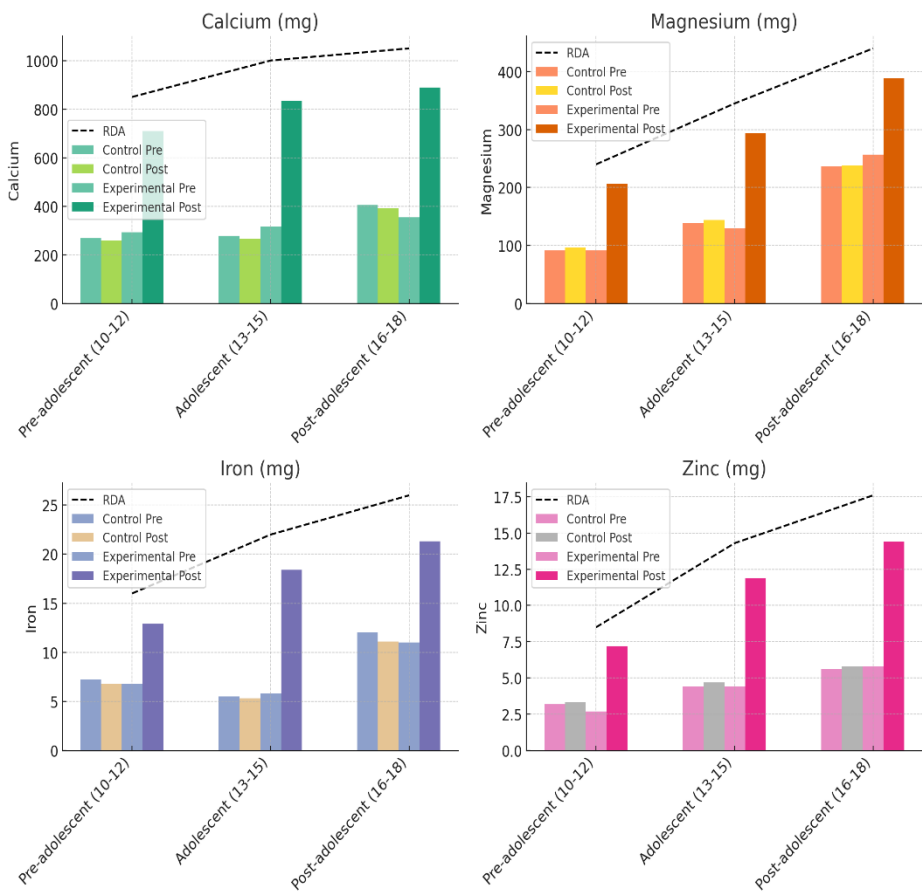 Calcium (mg)
1000
800
600
400
200
0
Calcium
RDA
Control Pre
Control Post
Experimental Pre
Experimental Post
Pre-adolescent (10-12)
Adolescent (13-15)
Post-adolescent (16-18)
Magnesium (mg)
400
300
200
100
0
Magnesium
RDA
Control Pre
Control Post
Experimental Pre
Experimental Post
Pre-adolescent (10-12)
Adolescent (13-15)
Post-adolescent (16-18)
Iron (mg)
25
20
15
10
5
0
Iron
RDA
Control Pre
Control Post
Experimental Pre
Experimental Post
Pre-adolescent (10-12)
Adolescent (13-15)
Post-adolescent (16-18)
Zinc (mg)
17.5
15.0
12.5
10.0
7.5
5.0
2.5
0.0
Zinc
RDA
Control Pre
Control Post
Experimental Pre
Experimental Post
Pre-adolescent (10-12)
Adolescent (13-15)
Post-adolescent (16-18)